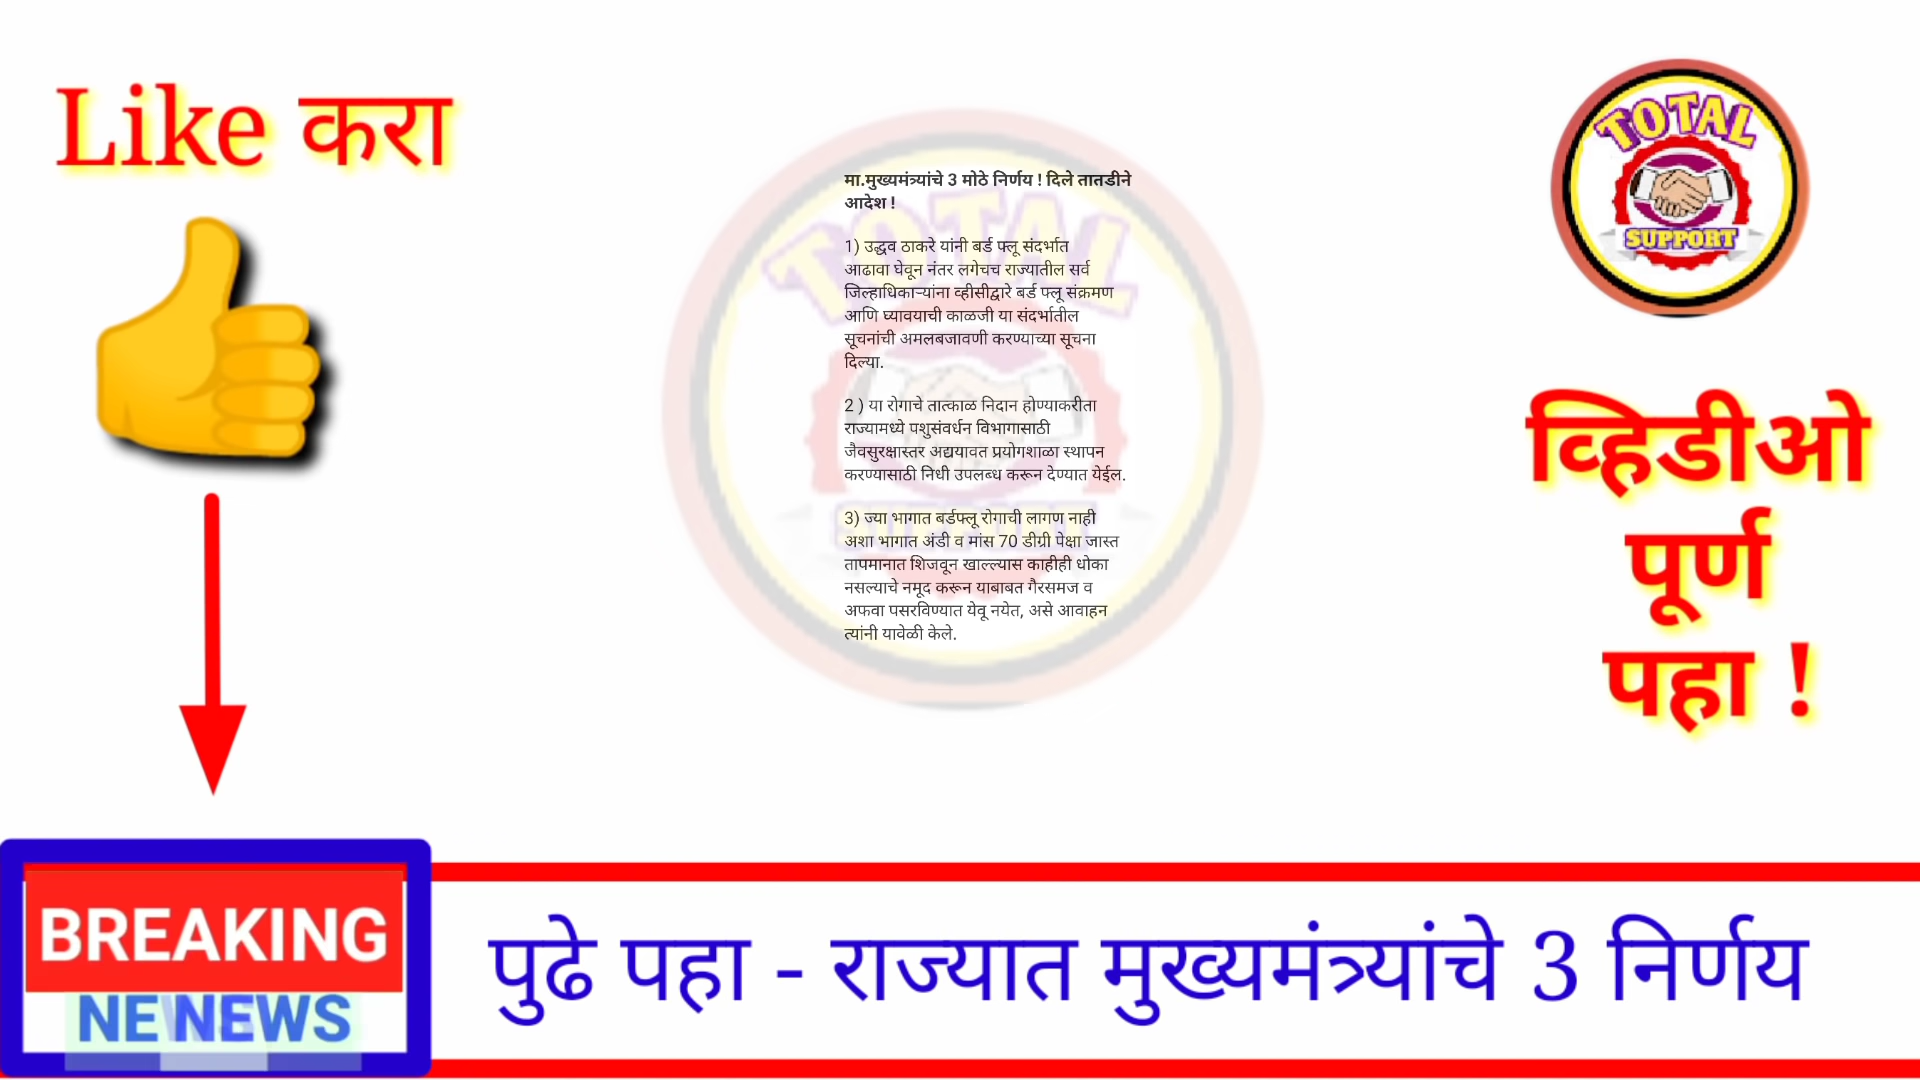 Like करा
TOTAL
SUPPORT
व्हिडीओ
पूर्ण
पहा !
TOTAL
SUPPORT
मा.मुख्यमंत्र्यांचे 3 मोठे निर्णय ! दिले तातडीने
आदेश !
1) उद्धव ठाकरे यांनी बर्ड फ्लू संदर्भात
आढावा घेवून नंतर लगेचच राज्यातील सर्व
जिल्हाधिकाऱ्यांना व्हीसीद्वारे बर्ड फ्लू संक्रमण
आणि घ्यावयाची काळजी या संदर्भातील
सूचनांची अमलबजावणी करण्याच्या सूचना
दिल्या.
2 ) या रोगाचे तात्काळ निदान होण्याकरीता
राज्यामध्ये पशुसंवर्धन विभागासाठी
जैवसुरक्षास्तर अद्ययावत प्रयोगशाळा स्थापन
करण्यासाठी निधी उपलब्ध करून देण्यात येईल.
3) ज्या भागात बर्डफ्लू रोगाची लागण नाही
अशा भागात अंडी व मांस 70 डीग्री पेक्षा जास्त
तापमानात शिजवून खाल्ल्यास काहीही धोका
नसल्याचे नमूद करून याबाबत गैरसमज व
अफवा पसरविण्यात येवू नयेत, असे आवाहन
त्यांनी यावेळी केले.
BREAKING
NE NEWS
पुढे पहा - राज्यात मुख्यमंत्र्यांचे 3 निर्णय